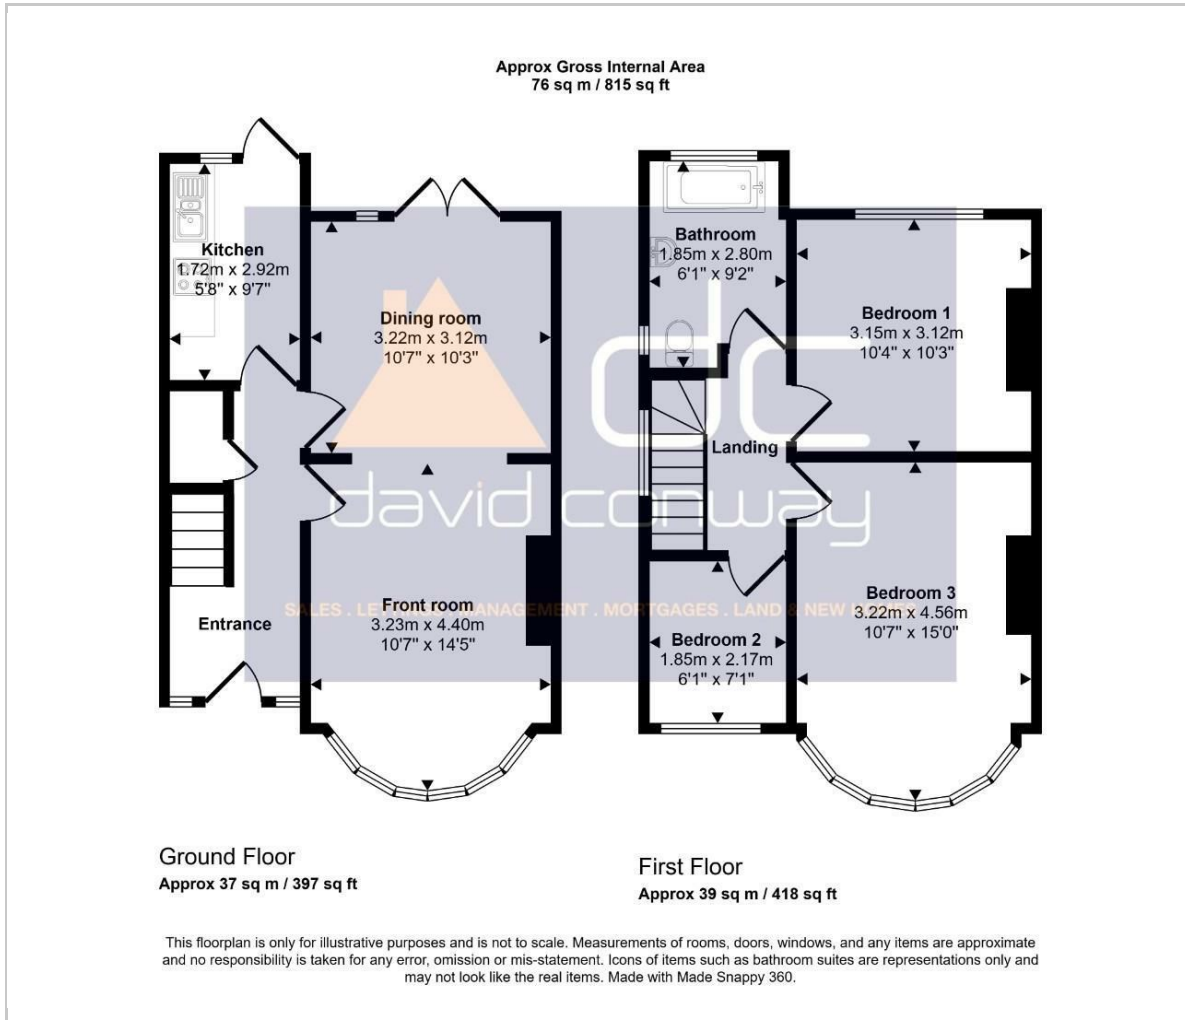 Approx Gross Internal Area
76 sq m / 815 sq ft
Kitchen
1.72m x 2.92m
5'8" x 9'7"
Dining room
3.22m x 3.12m
10'7" x 10'3"
Front room
3.23m x 4.40m
10'7" x 14'5"
Entrance
Bathroom
1.85m x 2.80m
6'1" x 9'2"
Bedroom 1
3.15m x 3.12m
10'4" x 10'3"
Landing
Bedroom 2
1.85m x 2.17m
6'1" x 7'1"
Bedroom 3
3.22m x 4.56m
10'7" x 15'0"
dc
david conway
SALES . LETTINGS . MANAGEMENT . MORTGAGES . LAND & NEW HOMES
Ground Floor
Approx 37 sq m / 397 sq ft
First Floor
Approx 39 sq m / 418 sq ft
This floorplan is only for illustrative purposes and is not to scale. Measurements of rooms, doors, windows, and any items are approximate
and no responsibility is taken for any error, omission or mis-statement. Icons of items such as bathroom suites are representations only and
may not look like the real items. Made with Made Snappy 360.